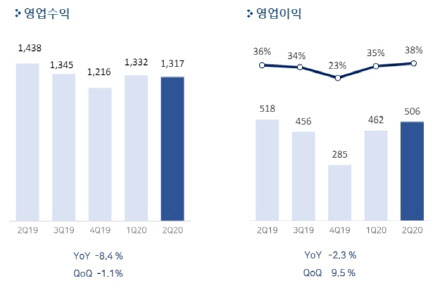 영업수익
1,438
1,345
1,216
1,332
1,317
2Q19
3Q19
4Q19
1Q20
2Q20
YoY -8.4 %
QoQ -1.1%
영업이익
36%
34%
23%
35%
38%
518
456
285
462
506
2Q19
3Q19
4Q19
1Q20
2Q20
YoY -2.3 %
QoQ 9.5 %